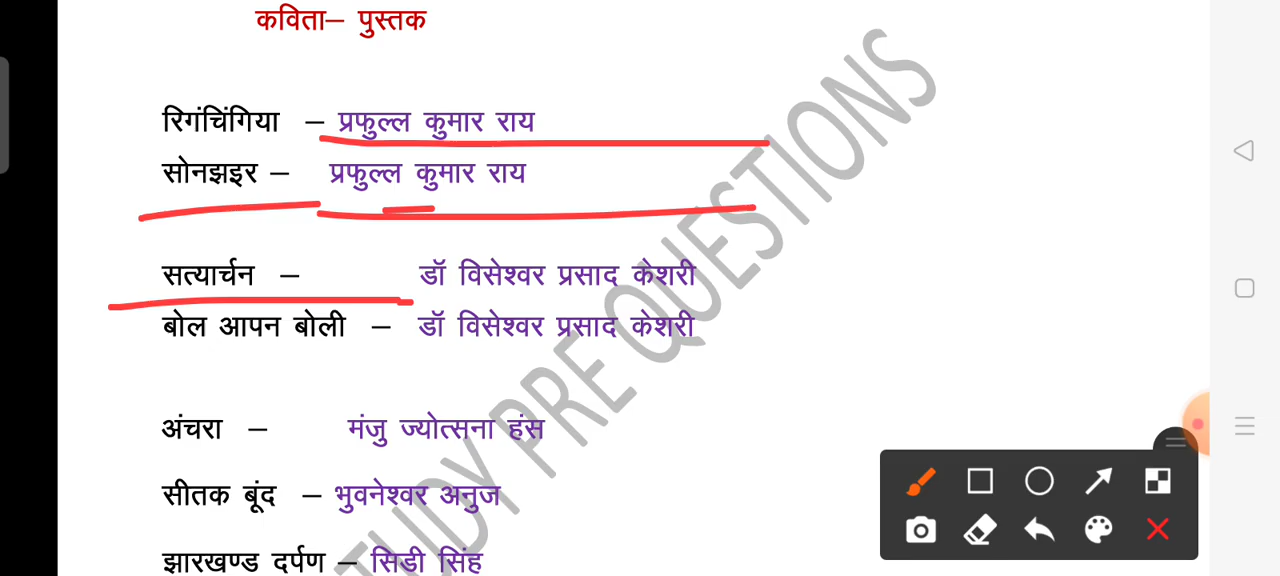 कविता– पुस्तक
रिगंचिंगिया – प्रफुल्ल कुमार राय
सोनझइर – प्रफुल्ल कुमार राय
सत्यार्चन – डॉ विसेश्वर प्रसाद केशरी
बोल आपन बोली – डॉ विसेश्वर प्रसाद केशरी
अंचरा – मंजु ज्योत्सना हंस
सीतक बूंद – भुवनेश्वर अनुज
झारखण्ड दर्पण – सिडी सिंह
TUDY PRE QUESTIONS